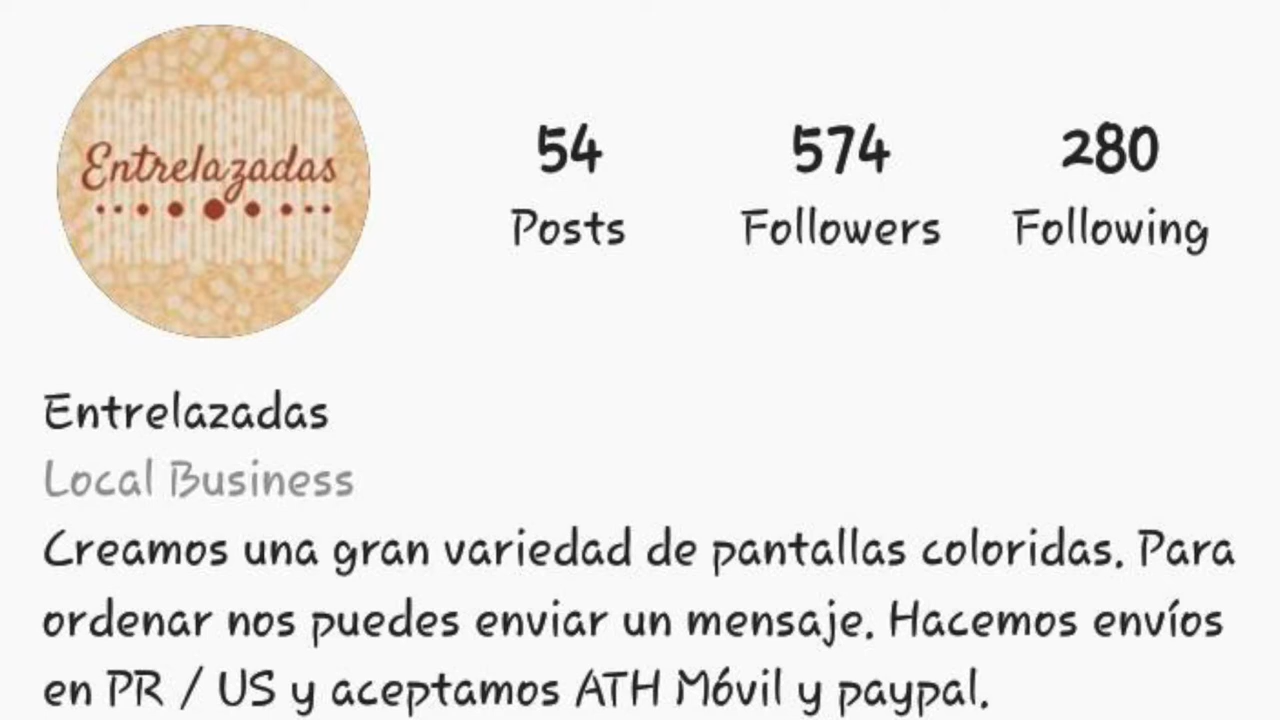 Entrelazadas
54 574 280
Posts Followers Following
Entrelazadas
Local Business
Creamos una gran variedad de pantallas coloridas. Para
ordenar nos puedes enviar un mensaje. Hacemos envíos
en PR / US y aceptamos ATH Móvil y paypal.